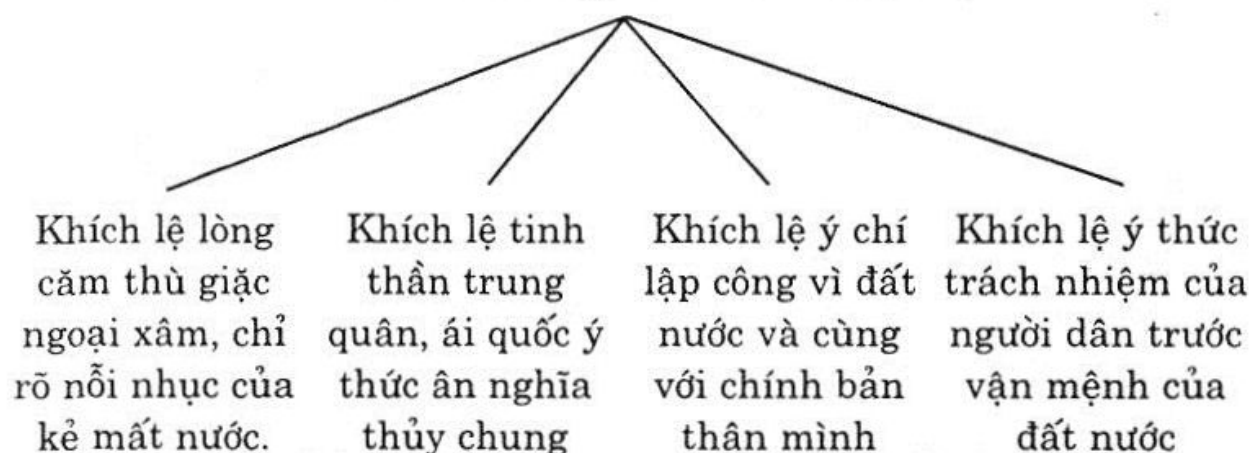 Khích lệ lòng
căm thù giặc
ngoại xâm, chỉ
rõ nỗi nhục của
kẻ mất nước.
Khích lệ tinh
thần trung
quân, ái quốc ý
thức ân nghĩa
thủy chung
Khích lệ ý chí
lập công vì đất
nước và cùng
với chính bản
thân mình
Khích lệ ý thức
trách nhiệm của
người dân trước
vận mệnh của
đất nước